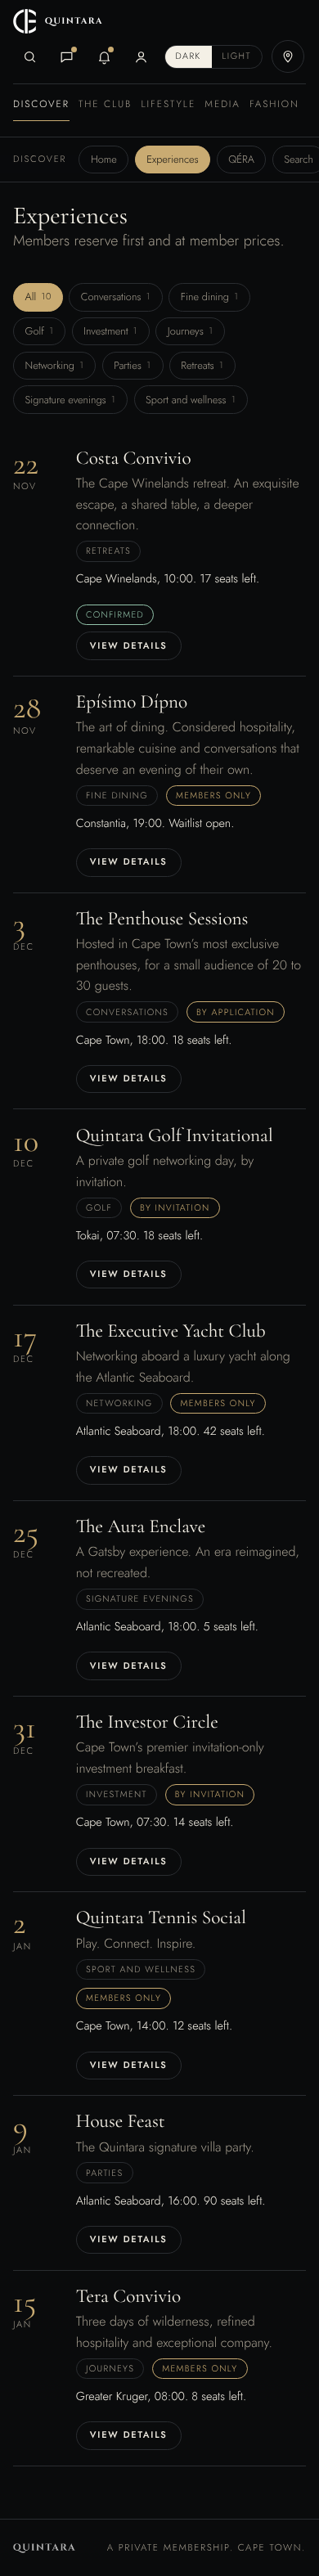 QUINTARA
DARK LIGHT
DISCOVER THE CLUB LIFESTYLE MEDIA FASHION
DISCOVER Home Experiences QÉRA Search
Experiences
Members reserve first and at member prices.
All 10 Conversations 1 Fine dining 1
Golf 1 Investment 1 Journeys 1
Networking 1 Parties 1 Retreats 1
Signature evenings 1 Sport and wellness 1
22
NOV
Costa Convivio
The Cape Winelands retreat. An exquisite
escape, a shared table, a deeper
connection.
RETREATS
Cape Winelands, 10:00. 17 seats left.
CONFIRMED
VIEW DETAILS
28
NOV
Epísimo Dípno
The art of dining. Considered hospitality,
remarkable cuisine and conversations that
deserve an evening of their own.
FINE DINING MEMBERS ONLY
Constantia, 19:00. Waitlist open.
VIEW DETAILS
3
DEC
The Penthouse Sessions
Hosted in Cape Town's most exclusive
penthouses, for a small audience of 20 to
30 guests.
CONVERSATIONS BY APPLICATION
Cape Town, 18:00. 18 seats left.
VIEW DETAILS
10
DEC
Quintara Golf Invitational
A private golf networking day, by
invitation.
GOLF BY INVITATION
Tokai, 07:30. 18 seats left.
VIEW DETAILS
17
DEC
The Executive Yacht Club
Networking aboard a luxury yacht along
the Atlantic Seaboard.
NETWORKING MEMBERS ONLY
Atlantic Seaboard, 18:00. 42 seats left.
VIEW DETAILS
25
DEC
The Aura Enclave
A Gatsby experience. An era reimagined,
not recreated.
SIGNATURE EVENINGS
Atlantic Seaboard, 18:00. 5 seats left.
VIEW DETAILS
31
DEC
The Investor Circle
Cape Town's premier invitation-only
investment breakfast.
INVESTMENT BY INVITATION
Cape Town, 07:30. 14 seats left.
VIEW DETAILS
2
JAN
Quintara Tennis Social
Play. Connect. Inspire.
SPORT AND WELLNESS
MEMBERS ONLY
Cape Town, 14:00. 12 seats left.
VIEW DETAILS
9
JAN
House Feast
The Quintara signature villa party.
PARTIES
Atlantic Seaboard, 16:00. 90 seats left.
VIEW DETAILS
15
JAN
Tera Convivio
Three days of wilderness, refined
hospitality and exceptional company.
JOURNEYS MEMBERS ONLY
Greater Kruger, 08:00. 8 seats left.
VIEW DETAILS
QUINTARA A PRIVATE MEMBERSHIP. CAPE TOWN.